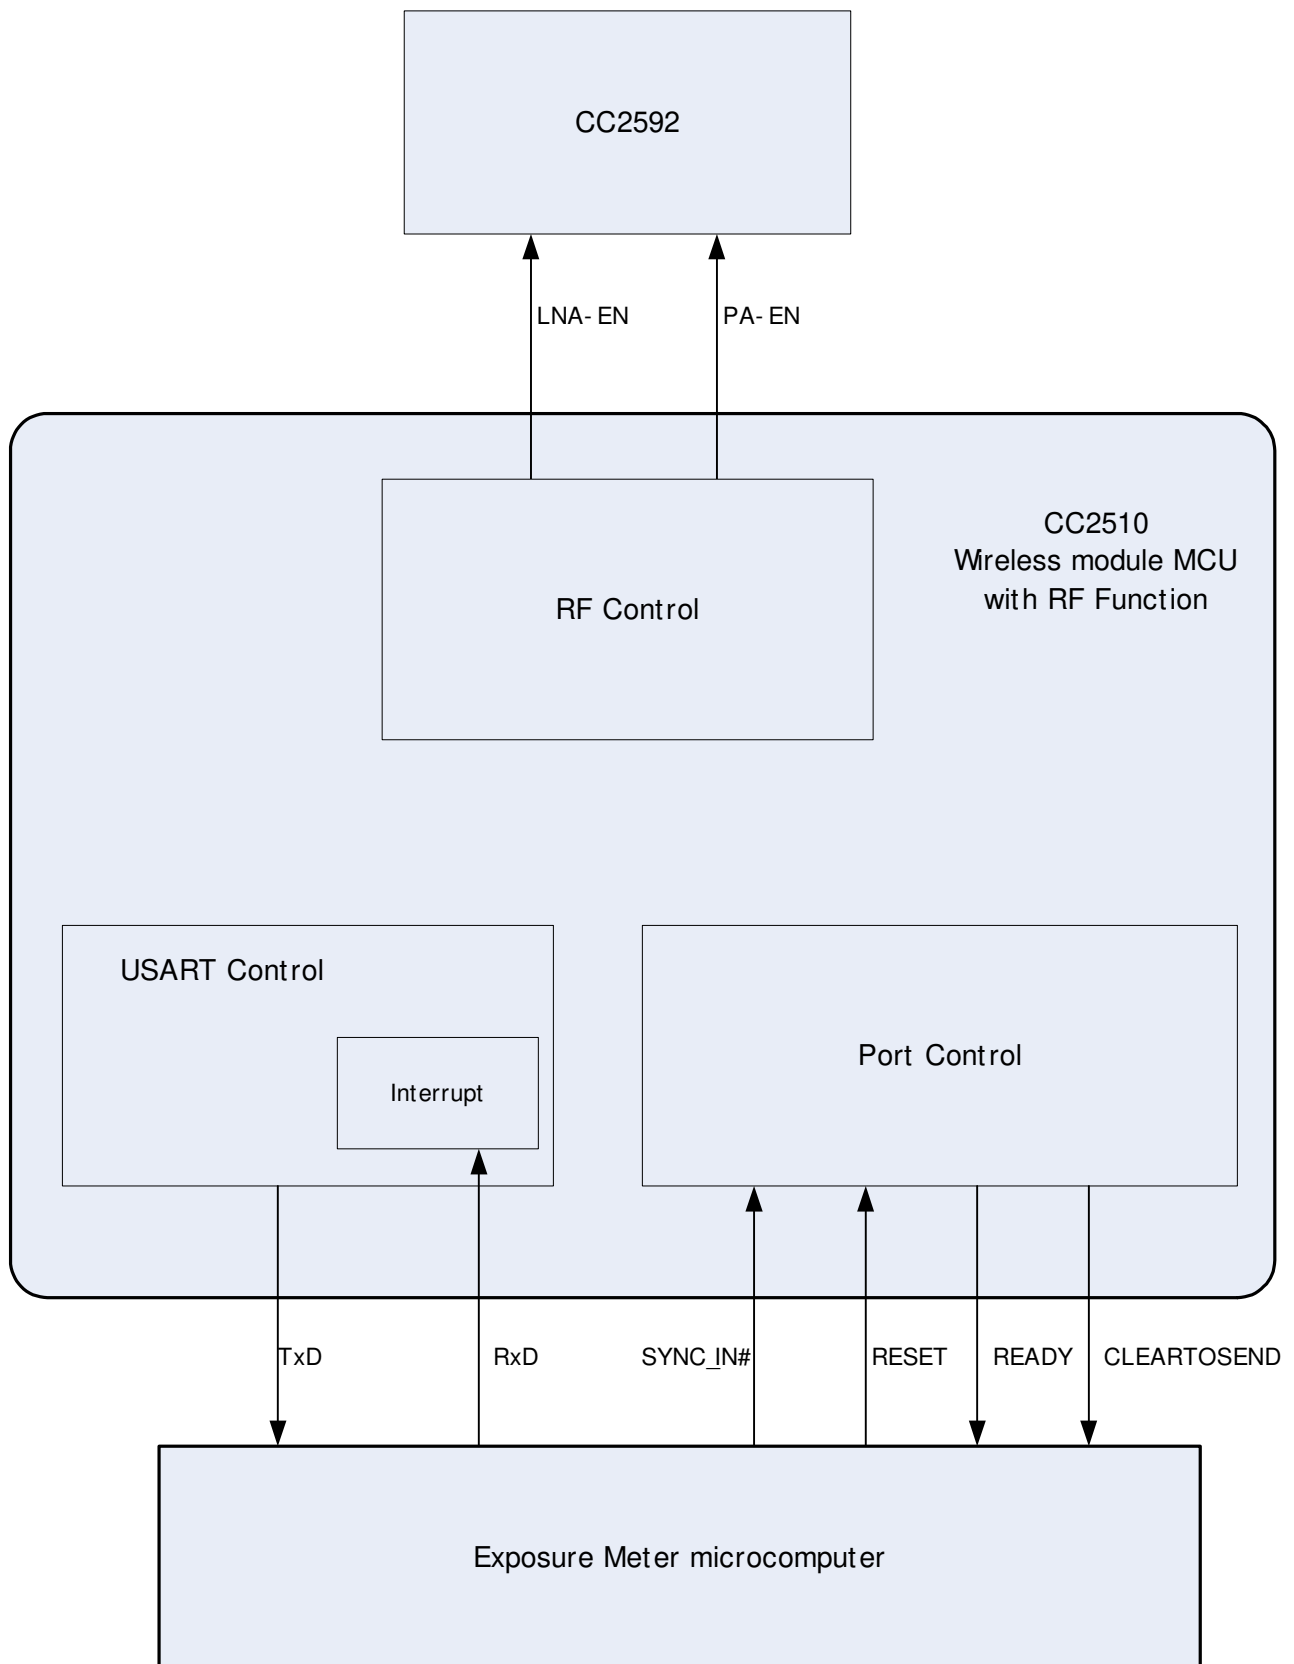 CC2592
LNA-EN
PA-EN
CC2510
Wireless module MCU
with RF Function
RF Control
USART Control
Interrupt
Port Control
TxD
RxD
SYNC_IN#
RESET
READY
CLEARTOSEND
Exposure Meter microcomputer